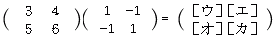 ( 3 4 ) ( 1 -1 ) = ( [ウ] [エ] )
( 5 6 ) ( -1 1 ) ( [オ] [カ] )